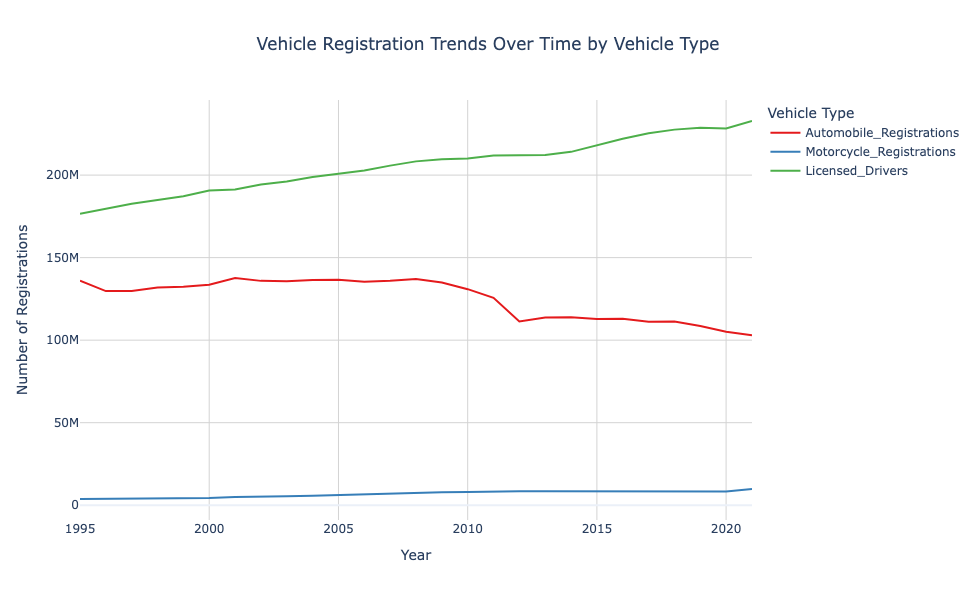 Vehicle Registration Trends Over Time by Vehicle Type
Vehicle Type
Automobile_Registrations
Motorcycle_Registrations
Licensed_Drivers
Number of Registrations
200M
150M
100M
50M
0
1995 2000 2005 2010 2015 2020
Year